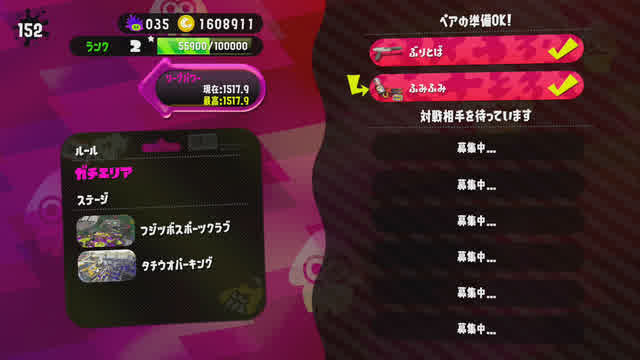 152
035
1608911
ランク
2
55900/100000
リーグパワー
現在:1517.9
最高:1517.9
ルール
ガチエリア
ステージ
フジツボスポーツクラブ
タチウオパーキング
ペアの準備OK!
ぷりとば
ふみふみ
対戦相手を待っています
募集中...
募集中...
募集中...
募集中...
募集中...
募集中...